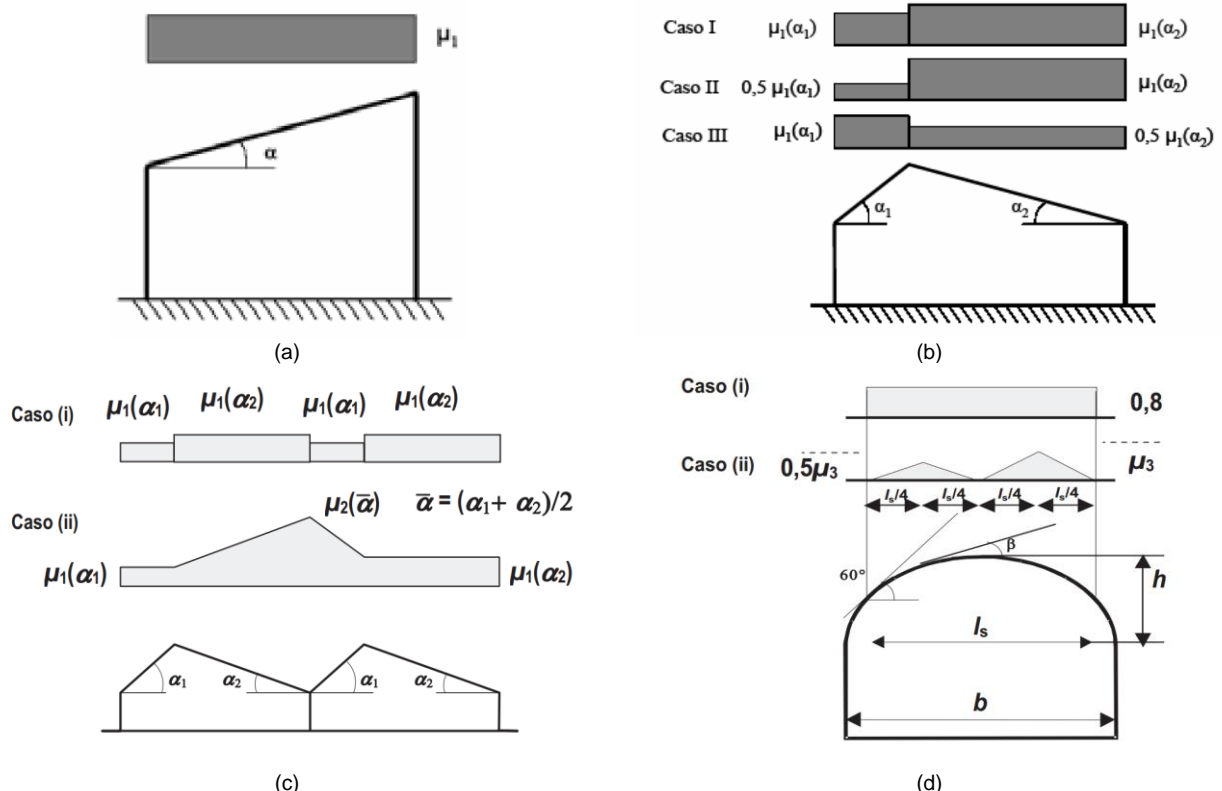 μ₁
α
(a)
Caso I μ₁(α₁) μ₁(α₂)
Caso II 0,5 μ₁(α₁) μ₁(α₂)
Caso III μ₁(α₁) 0,5 μ₁(α₂)
α₁ α₂
(b)
Caso (i) μ₁(α₁) μ₁(α₂) μ₁(α₁) μ₁(α₂)
μ₂(ᾱ) ᾱ = (α₁+ α₂)/2
Caso (ii)
μ₁(α₁) μ₁(α₂)
α₁ α₂ α₁ α₂
(c)
Caso (i) 0,8
Caso (ii) 0,5μ₃ μ₃
lₛ/4 lₛ/4 lₛ/4 lₛ/4
β
60°
h
lₛ
b
(d)